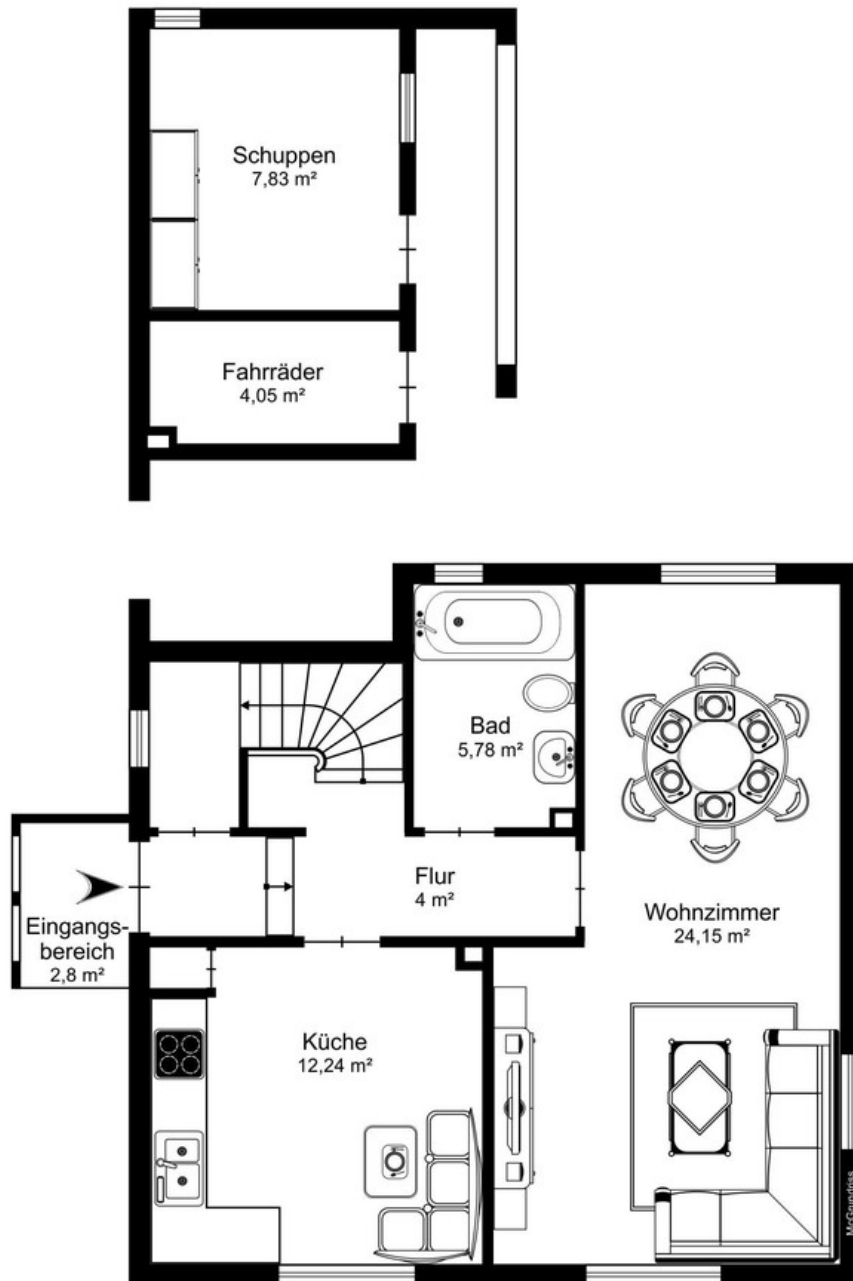 Schuppen
7,83 m²
Fahrräder
4,05 m²
Bad
5,78 m²
Flur
4 m²
Eingangs-
bereich
2,8 m²
Wohnzimmer
24,15 m²
Küche
12,24 m²
McGrundriss